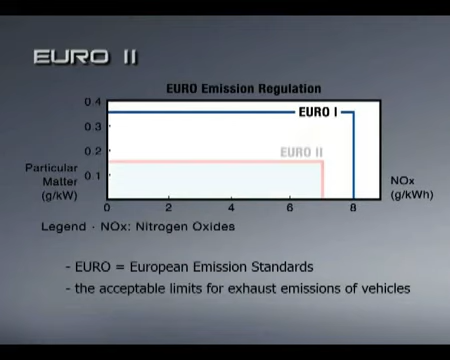 EURO II
EURO Emission Regulation
0.4
0.3
0.2
0.1
EURO I
EURO II
Particular
Matter
(g/kW)
NOx
(g/kWh)
0 2 4 6 8
Legend - NOx: Nitrogen Oxides
- EURO = European Emission Standards
- the acceptable limits for exhaust emissions of vehicles